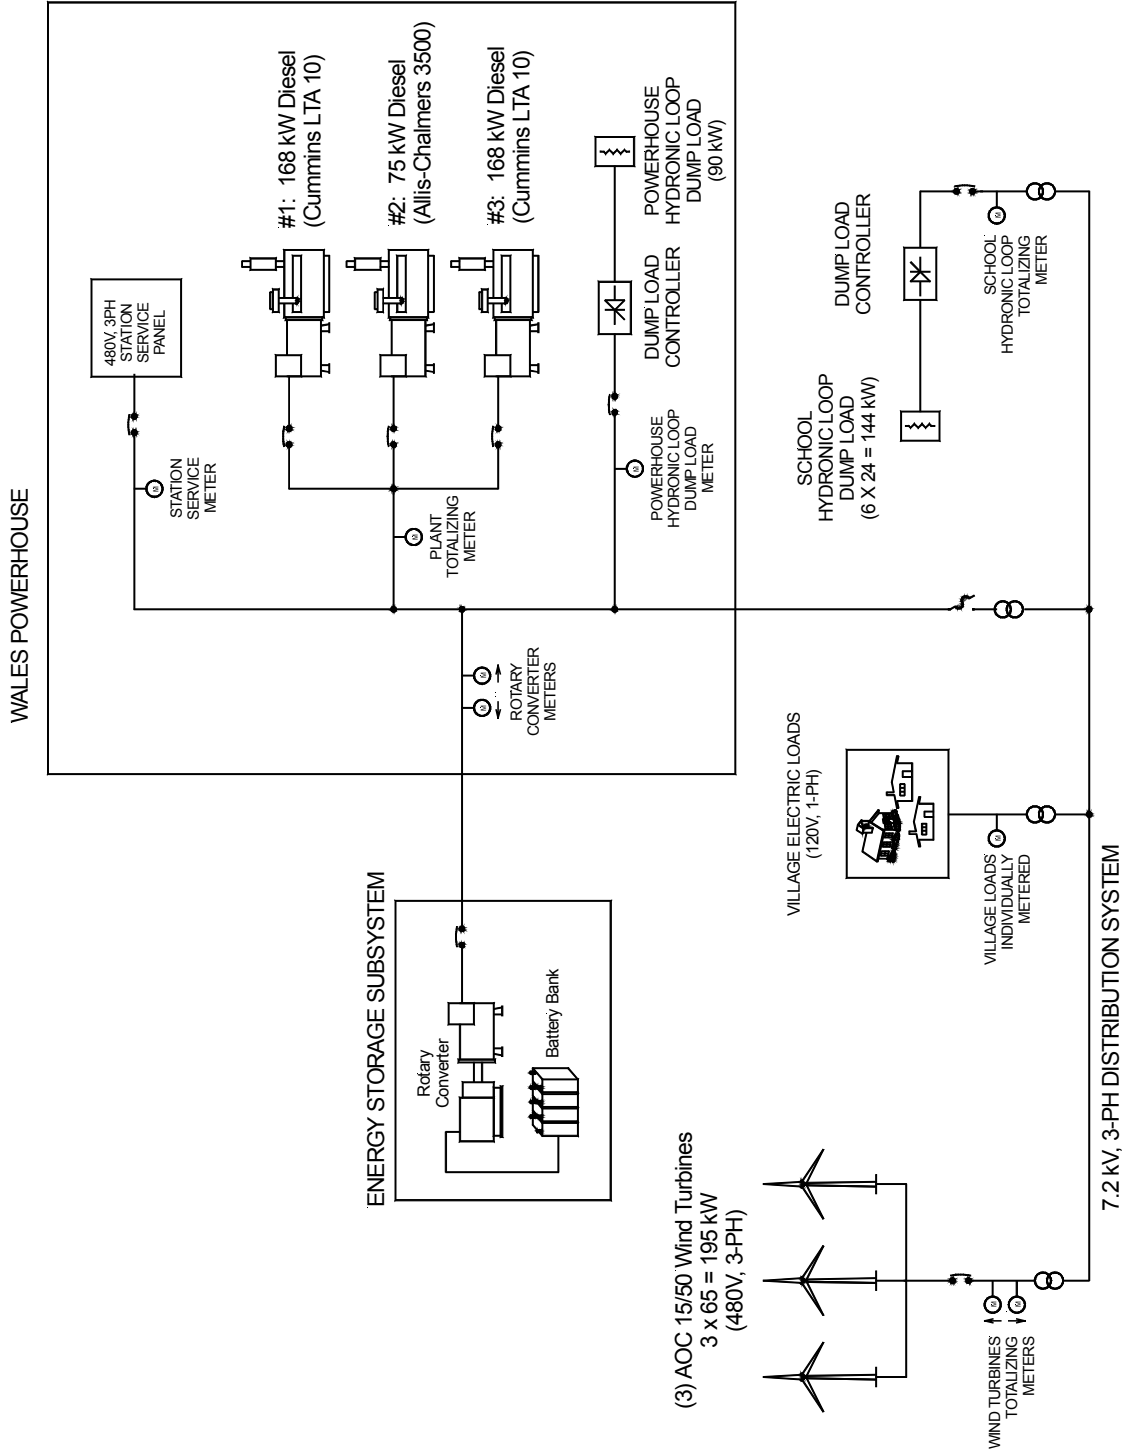 WALES POWERHOUSE
480V, 3PH
STATION
SERVICE
PANEL
STATION
SERVICE
METER
#1:  168 kW Diesel
(Cummins LTA 10)
#2:  75 kW Diesel
(Allis-Chalmers 3500)
#3:  168 kW Diesel
(Cummins LTA 10)
PLANT
TOTALIZING
METER
POWERHOUSE
HYDRONIC LOOP
DUMP LOAD
(90 kW)
DUMP LOAD
CONTROLLER
POWERHOUSE
HYDRONIC LOOP
DUMP LOAD
METER
ROTARY
CONVERTER
METERS
M
M
M
M
M
ENERGY STORAGE SUBSYSTEM
Rotary
Converter
Battery Bank
SCHOOL
HYDRONIC LOOP
DUMP LOAD
(6 X 24 = 144 kW)
DUMP LOAD
CONTROLLER
SCHOOL
HYDRONIC LOOP
TOTALIZING
METER
M
VILLAGE ELECTRIC LOADS
(120V, 1-PH)
VILLAGE LOADS
INDIVIDUALLY
METERED
M
(3) AOC 15/50 Wind Turbines
3 x 65 = 195 kW
(480V, 3-PH)
WIND TURBINES
TOTALIZING
METERS
M
M
7.2 kV, 3-PH DISTRIBUTION SYSTEM